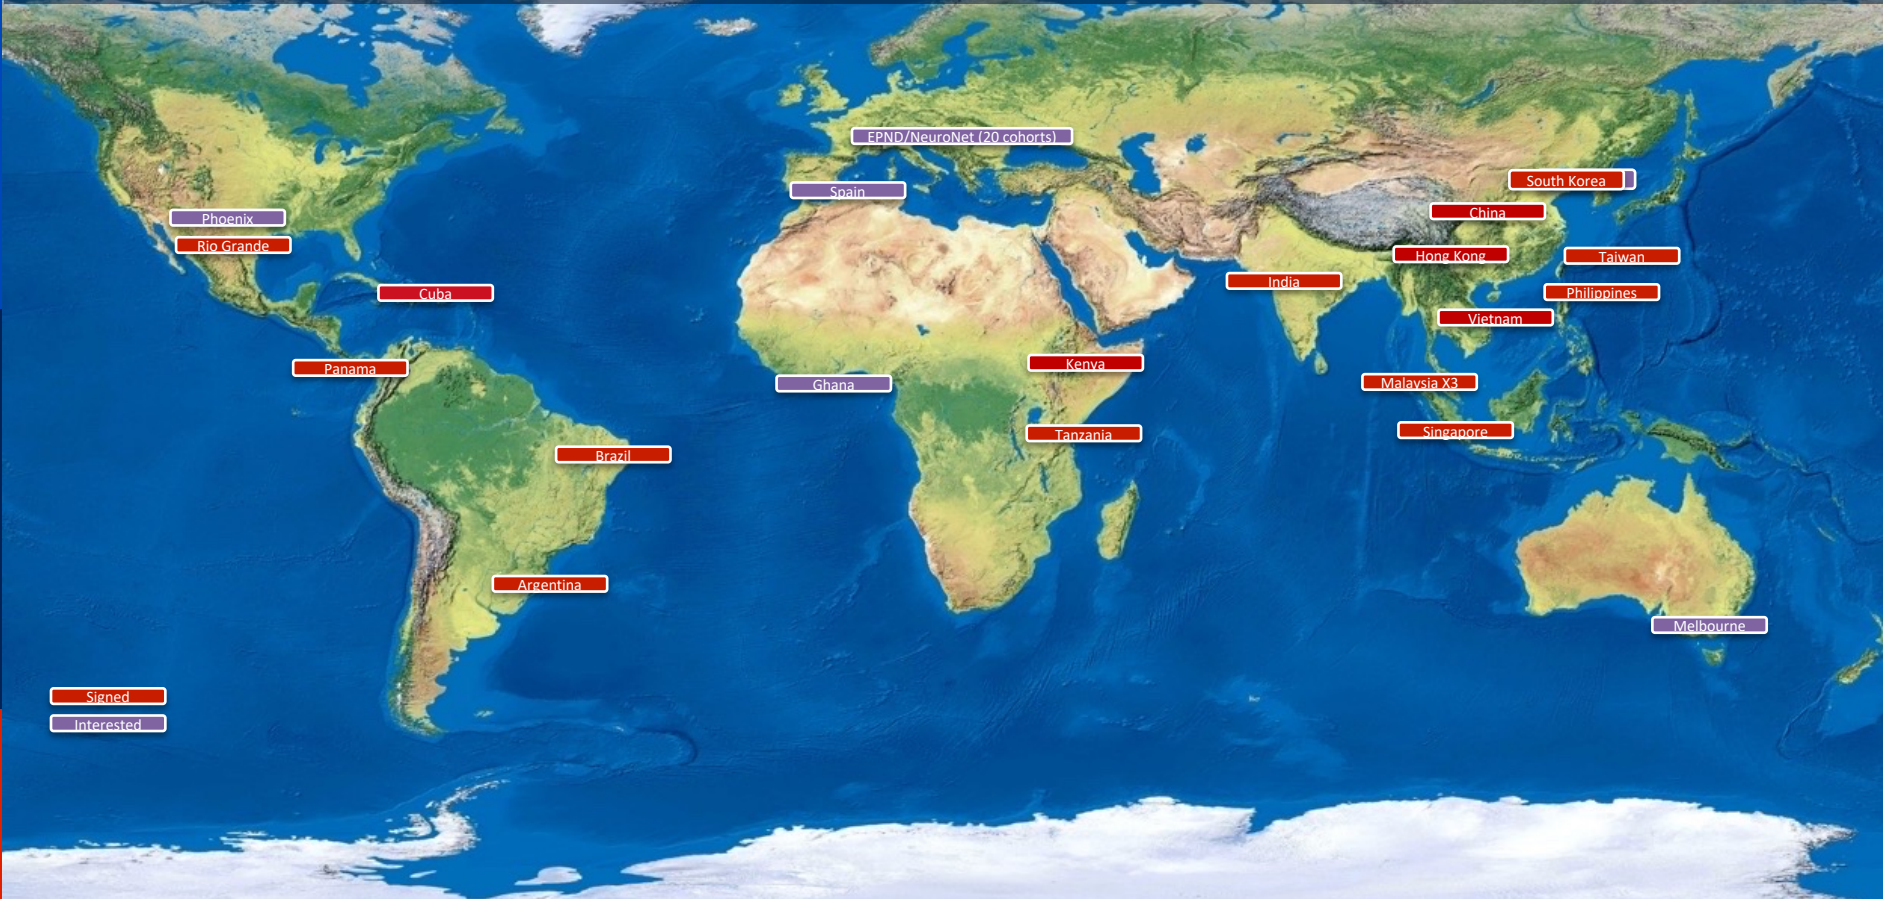 EPND/NeuroNet (20 cohorts)
South Korea
Spain
China
Phoenix
Rio Grande
Hong Kong
Taiwan
India
Cuba
Philippines
Vietnam
Panama
Kenya
Ghana
Malaysia X3
Singapore
Tanzania
Brazil
Argentina
Melbourne
Signed
Interested